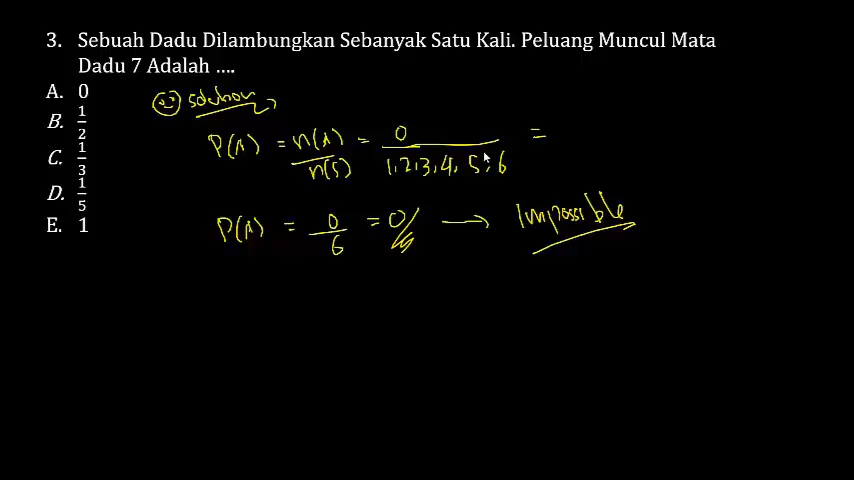 3. Sebuah Dadu Dilambungkan Sebanyak Satu Kali. Peluang Muncul Mata
Dadu 7 Adalah ....
A. 0
B. 1/2
C. 1/3
D. 1/5
E. 1
solution
P(A) = n(A)/n(S) = 0/1,2,3,4,5,6 =
P(A) = 0/6 = 0 → Impossible